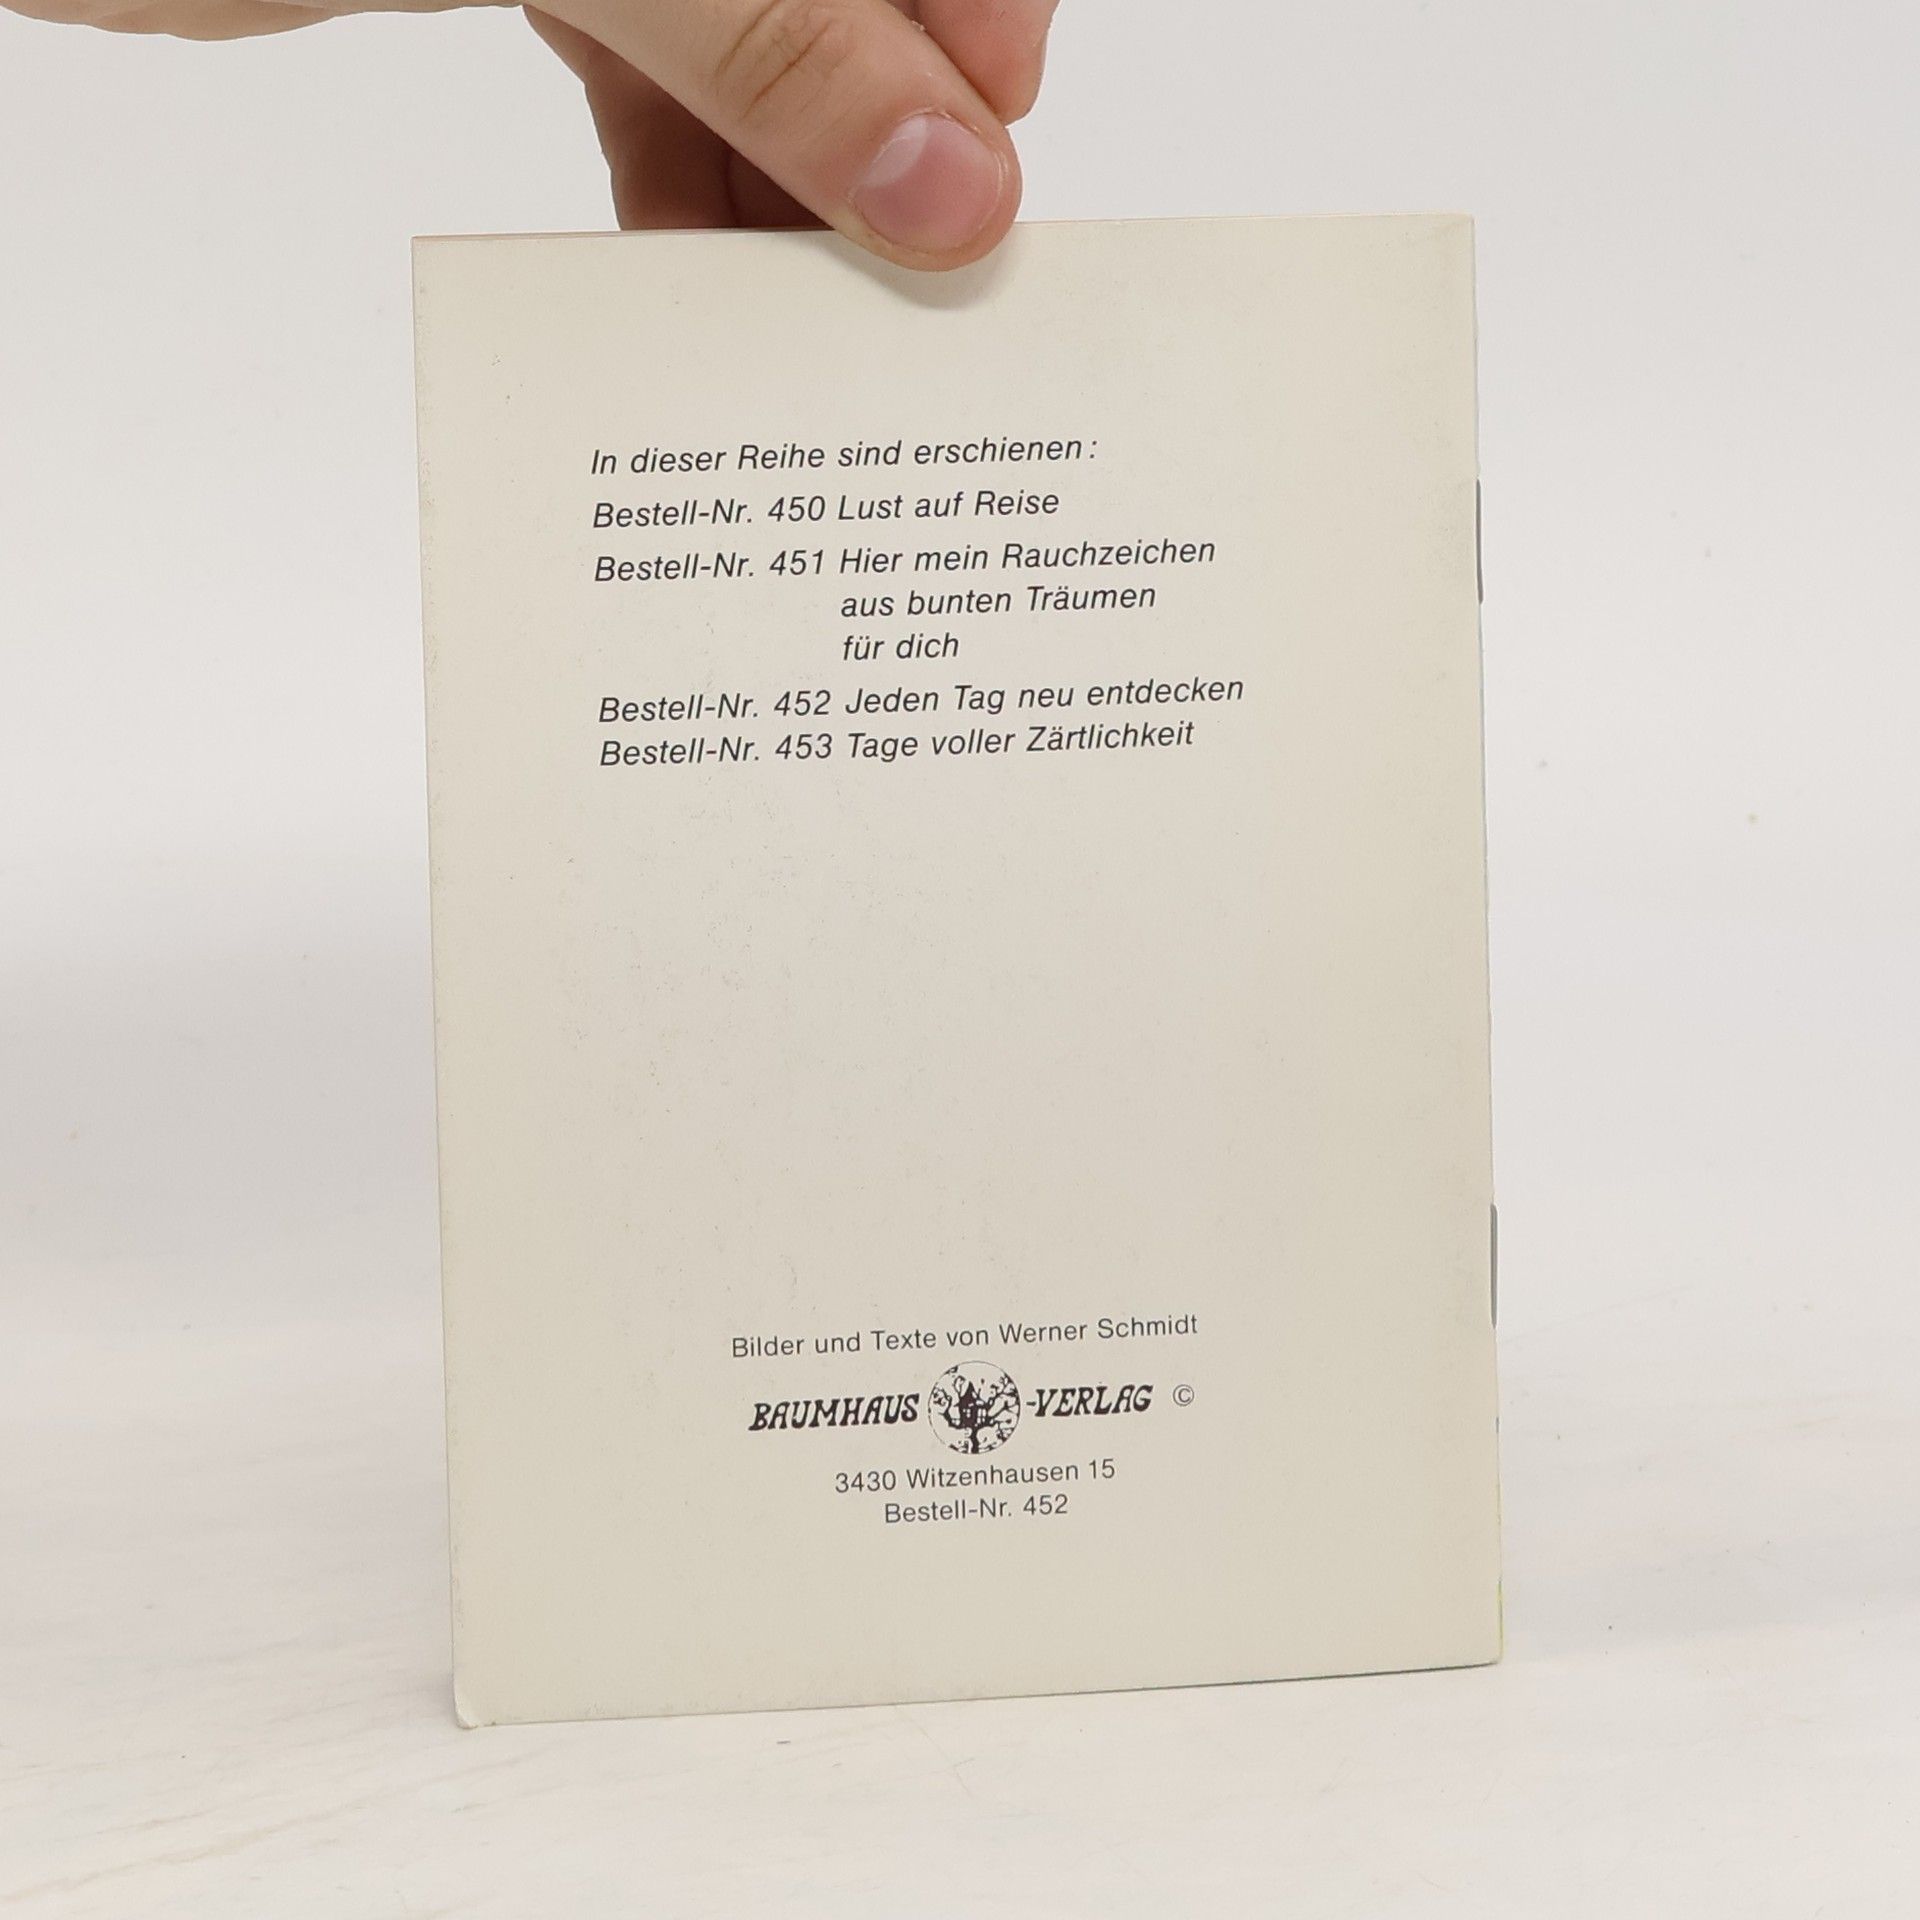 In dieser Reihe sind erschienen:
Bestell-Nr. 450 Lust auf Reise
Bestell-Nr. 451 Hier mein Rauchzeichen
aus bunten Träumen
für dich
Bestell-Nr. 452 Jeden Tag neu entdecken
Bestell-Nr. 453 Tage voller Zärtlichkeit
Bilder und Texte von Werner Schmidt
BAUMHAUS -VERLAG ©
3430 Witzenhausen 15
Bestell-Nr. 452